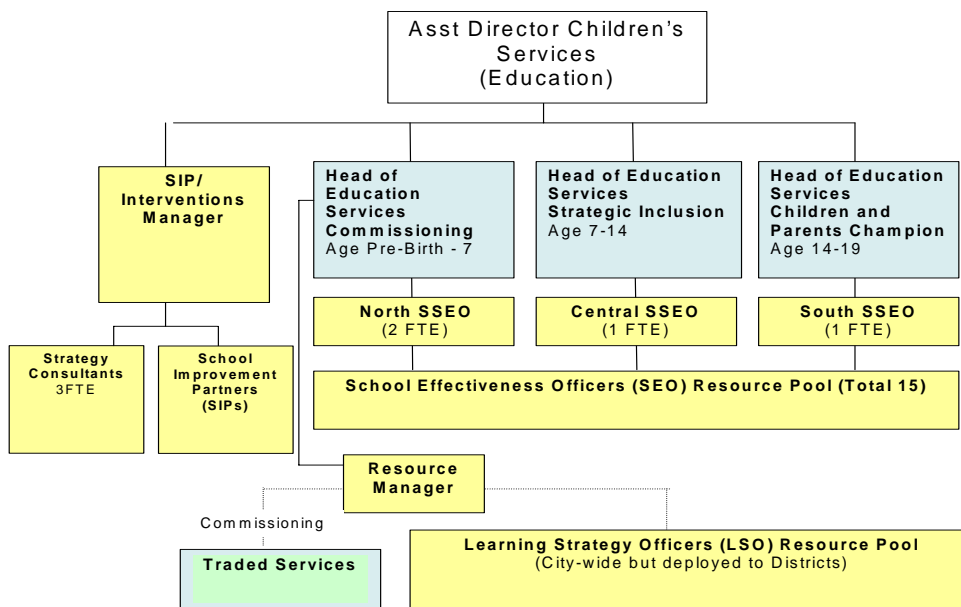 Asst Director Children's
Services
(Education)
SIP/
Interventions
Manager
Head of
Education
Services
Commissioning
Age Pre-Birth - 7
Head of Education
Services
Strategic Inclusion
Age 7-14
Head of Education
Services
Children and
Parents Champion
Age 14-19
North SSEO
(2 FTE)
Central SSEO
(1 FTE)
South SSEO
(1 FTE)
Strategy
Consultants
3FTE
School
Improvement
Partners
(SIPs)
School Effectiveness Officers (SEO) Resource Pool (Total 15)
Resource
Manager
Commissioning
Traded Services
Learning Strategy Officers (LSO) Resource Pool
(City-wide but deployed to Districts)